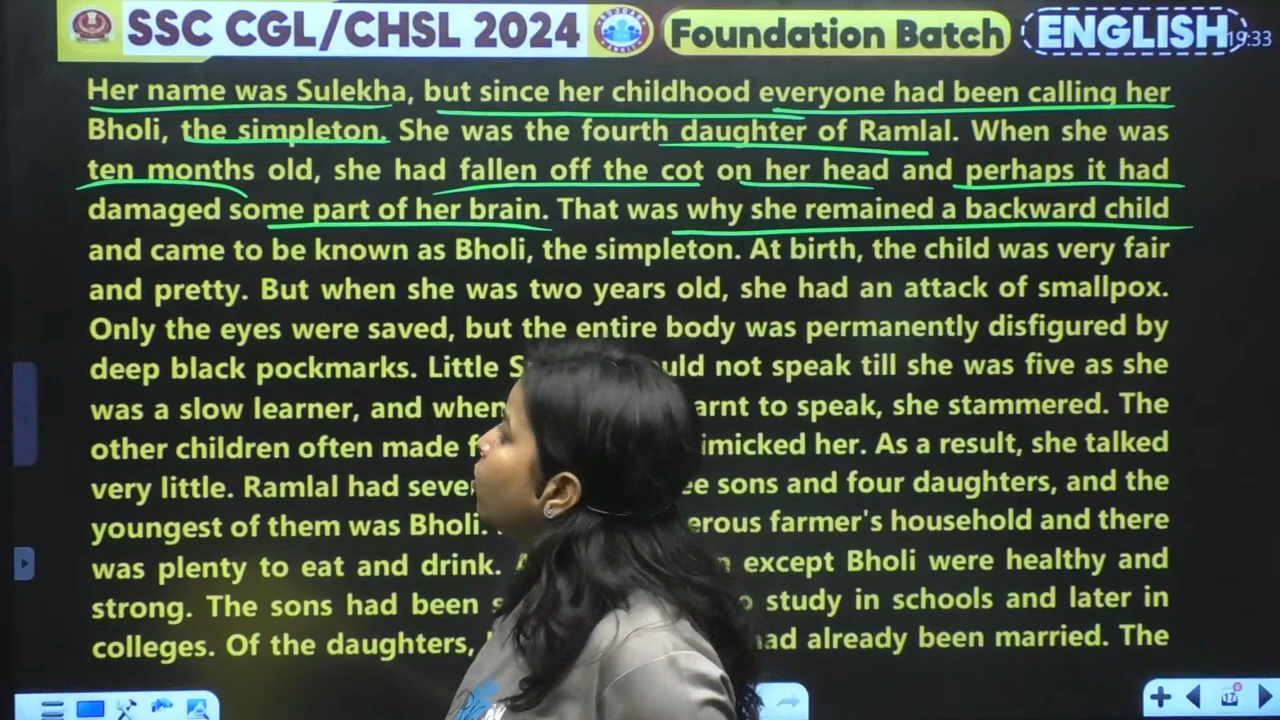 SSC CGL/CHSL 2024 Foundation Batch ENGLISH 19:33
Her name was Sulekha, but since her childhood everyone had been calling her
Bholi, the simpleton. She was the fourth daughter of Ramlal. When she was
ten months old, she had fallen off the cot on her head and perhaps it had
damaged some part of her brain. That was why she remained a backward child
and came to be known as Bholi, the simpleton. At birth, the child was very fair
and pretty. But when she was two years old, she had an attack of smallpox.
Only the eyes were saved, but the entire body was permanently disfigured by
deep black pockmarks. Little not speak till she was five as she
was a slow learner, and when to speak, she stammered. The
other children often made her. As a result, she talked
very little. Ramlal had sons and four daughters, and the
youngest of them was Bholi. farmer's household and there
was plenty to eat and drink. except Bholi were healthy and
strong. The sons had been study in schools and later in
colleges. Of the daughters, had already been married. The